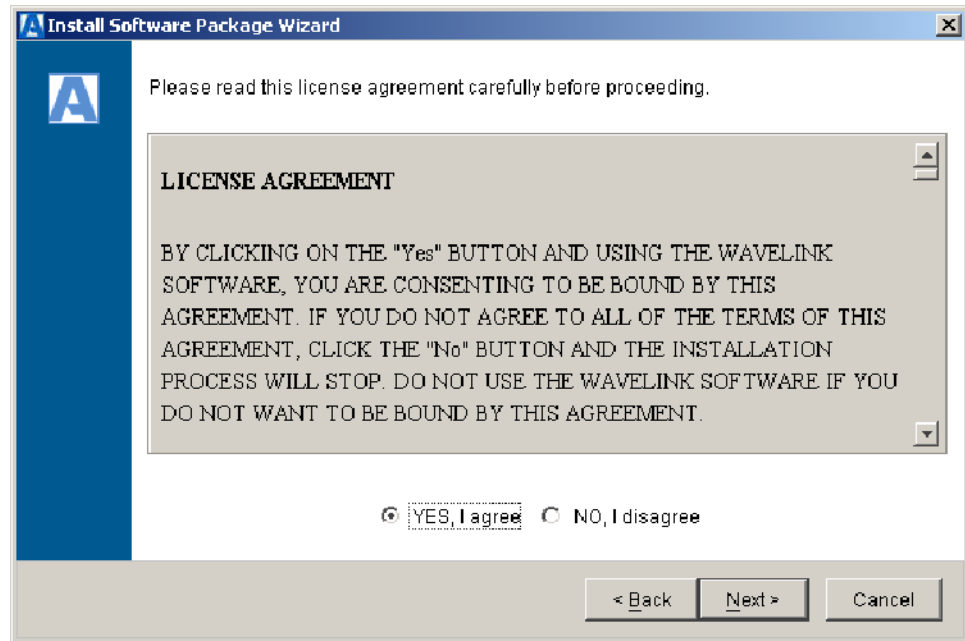 Install Software Package Wizard
Please read this license agreement carefully before proceeding.
LICENSE AGREEMENT
BY CLICKING ON THE "Yes" BUTTON AND USING THE WAVELINK
SOFTWARE, YOU ARE CONSENTING TO BE BOUND BY THIS
AGREEMENT. IF YOU DO NOT AGREE TO ALL OF THE TERMS OF THIS
AGREEMENT, CLICK THE "No" BUTTON AND THE INSTALLATION
PROCESS WILL STOP. DO NOT USE THE WAVELINK SOFTWARE IF YOU
DO NOT WANT TO BE BOUND BY THIS AGREEMENT.
YES, I agree NO, I disagree
< Back Next > Cancel